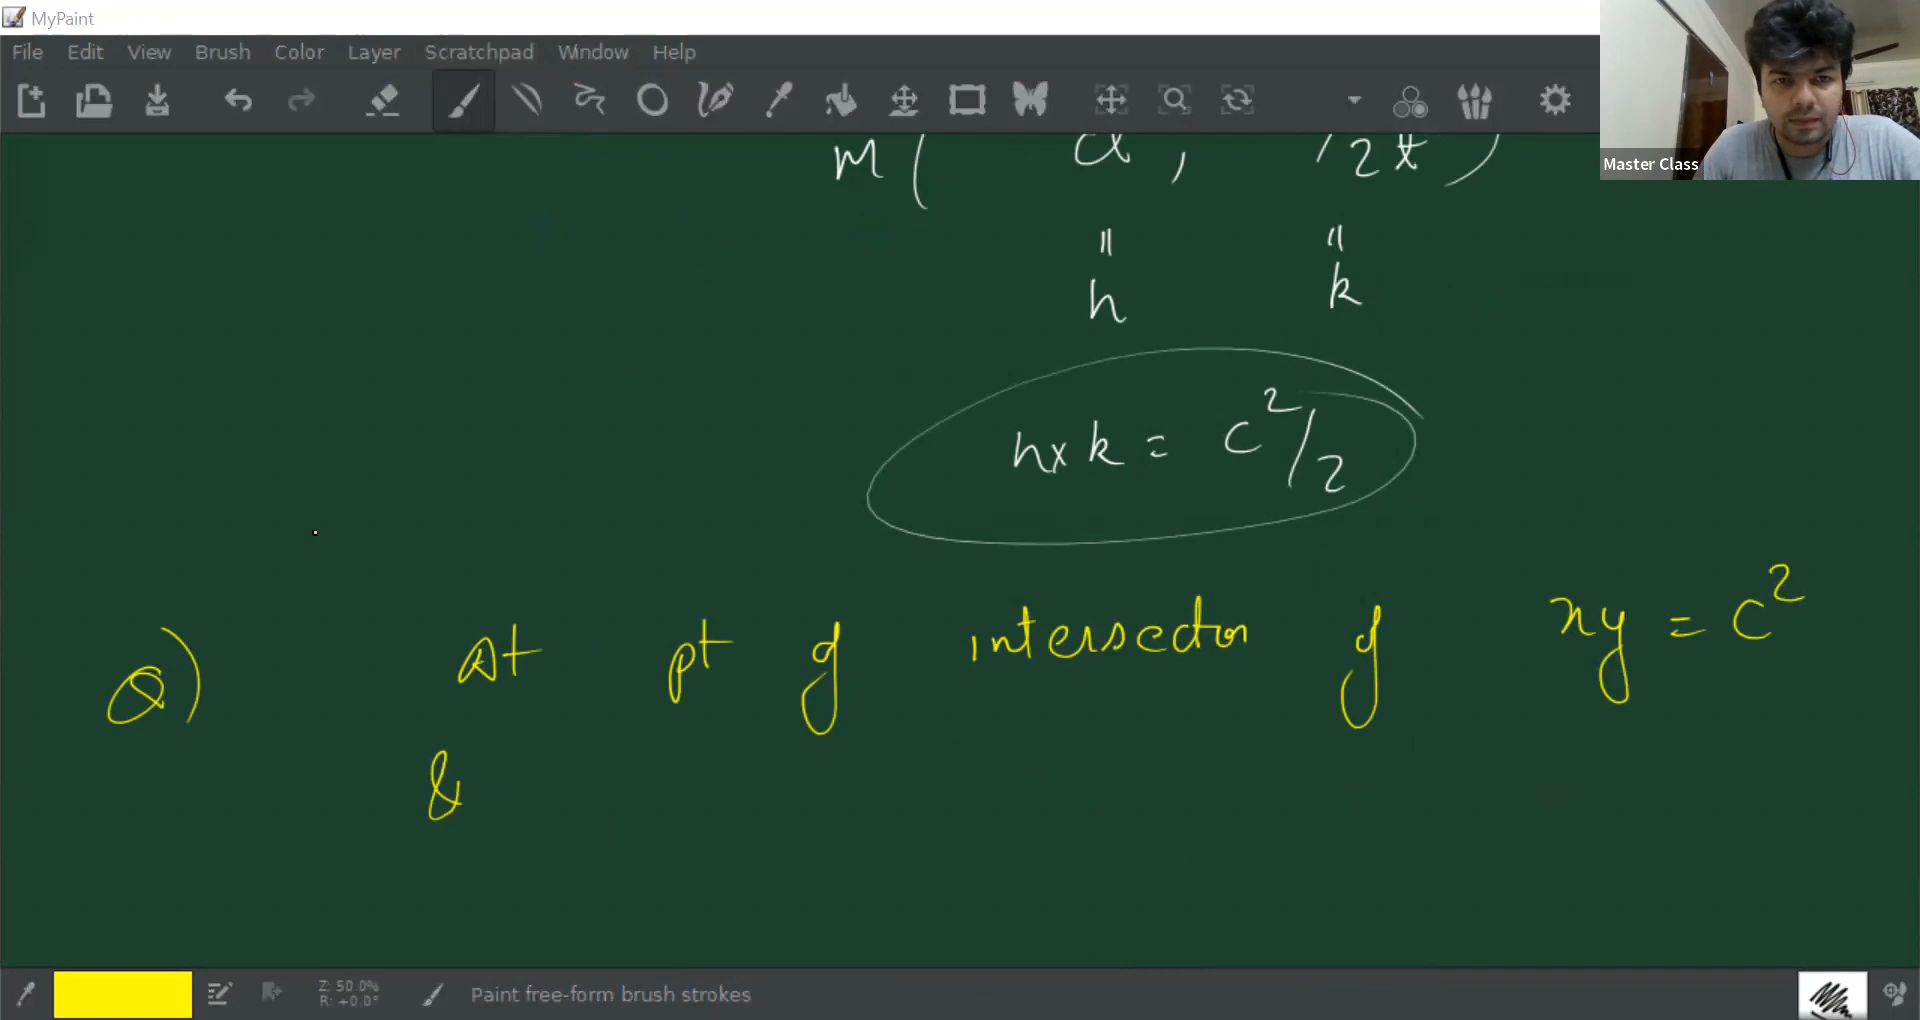 MyPaint
File Edit View Brush Color Layer Scratchpad Window Help
Master Class
M ( , /2t )
= =
h k
h x k = c²/2
Q) At pt of intersection of xy = c²
&
Z: 50.0%
R: +0.0°
Paint free-form brush strokes